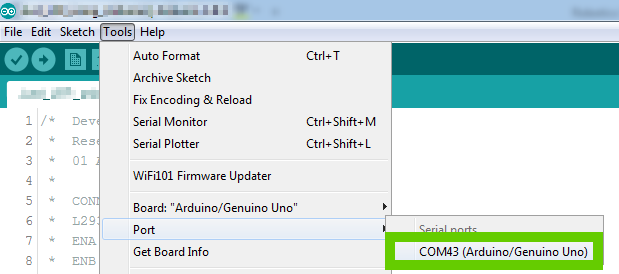 File Edit Sketch Tools Help
Auto Format Ctrl+T
Archive Sketch
Fix Encoding & Reload
Serial Monitor Ctrl+Shift+M
Serial Plotter Ctrl+Shift+L
WiFi101 Firmware Updater
Board: "Arduino/Genuino Uno"
Port
Get Board Info
Serial ports
COM43 (Arduino/Genuino Uno)
1 /* Deve
2 * Rese
3 * 01
4 *
5 * CONN
6 * L29
7 * ENA
8 * ENB